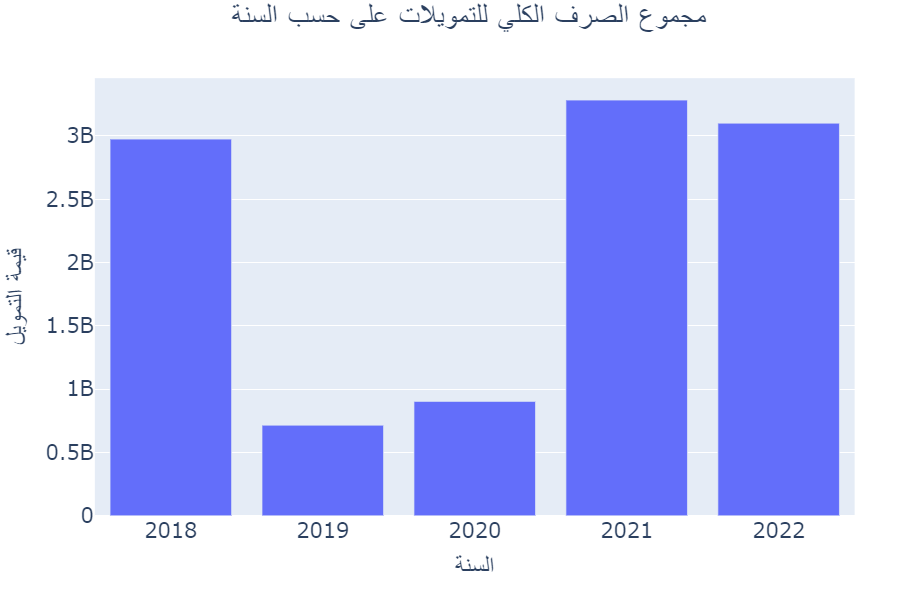 مجموع الصرف الكلي للتمويلات على حسب السنة
قيمة التمويل
3B
2.5B
2B
1.5B
1B
0.5B
0
2018 2019 2020 2021 2022
السنة